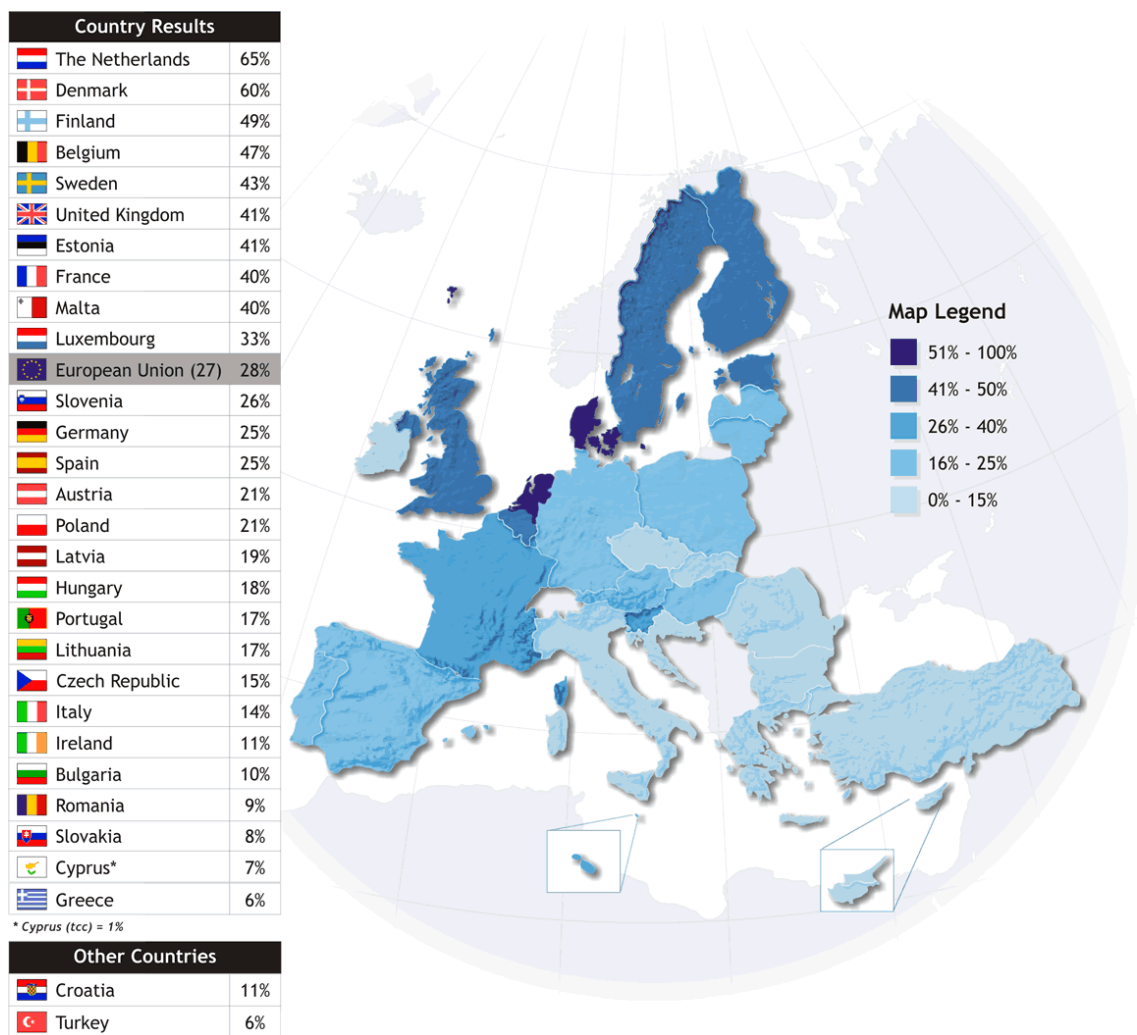 Country Results
The Netherlands 65%
Denmark 60%
Finland 49%
Belgium 47%
Sweden 43%
United Kingdom 41%
Estonia 41%
France 40%
Malta 40%
Luxembourg 33%
European Union (27) 28%
Slovenia 26%
Germany 25%
Spain 25%
Austria 21%
Poland 21%
Latvia 19%
Hungary 18%
Portugal 17%
Lithuania 17%
Czech Republic 15%
Italy 14%
Ireland 11%
Bulgaria 10%
Romania 9%
Slovakia 8%
Cyprus* 7%
Greece 6%
* Cyprus (tcc) = 1%
Other Countries
Croatia 11%
Turkey 6%
Map Legend
51% - 100%
41% - 50%
26% - 40%
16% - 25%
0% - 15%